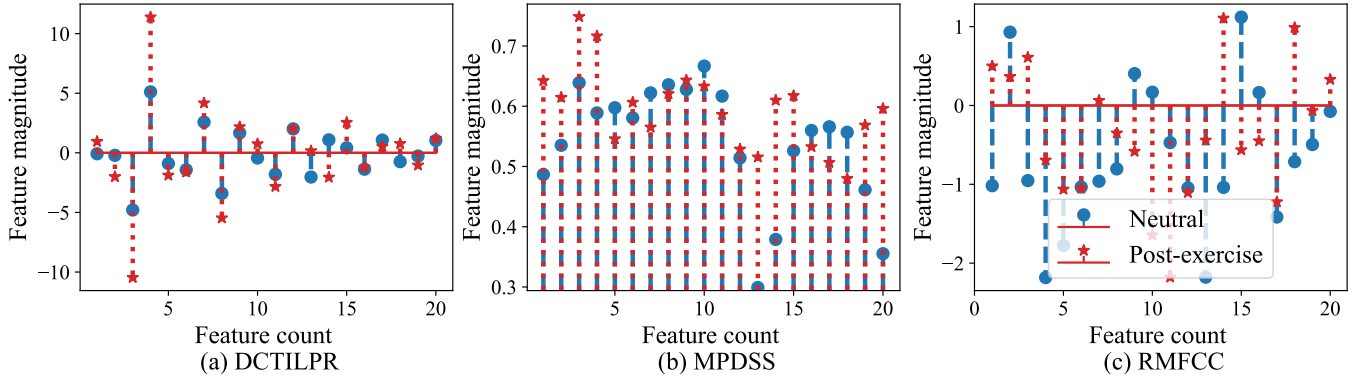 10
5
0
−5
−10
Feature magnitude
5
10
15
20
Feature count
(a) DCTILPR
0.7
0.6
0.5
0.4
0.3
Feature magnitude
5
10
15
20
Feature count
(b) MPDSS
1
0
−1
−2
Feature magnitude
0
5
10
15
20
Feature count
(c) RMFCC
Neutral
Post-exercise